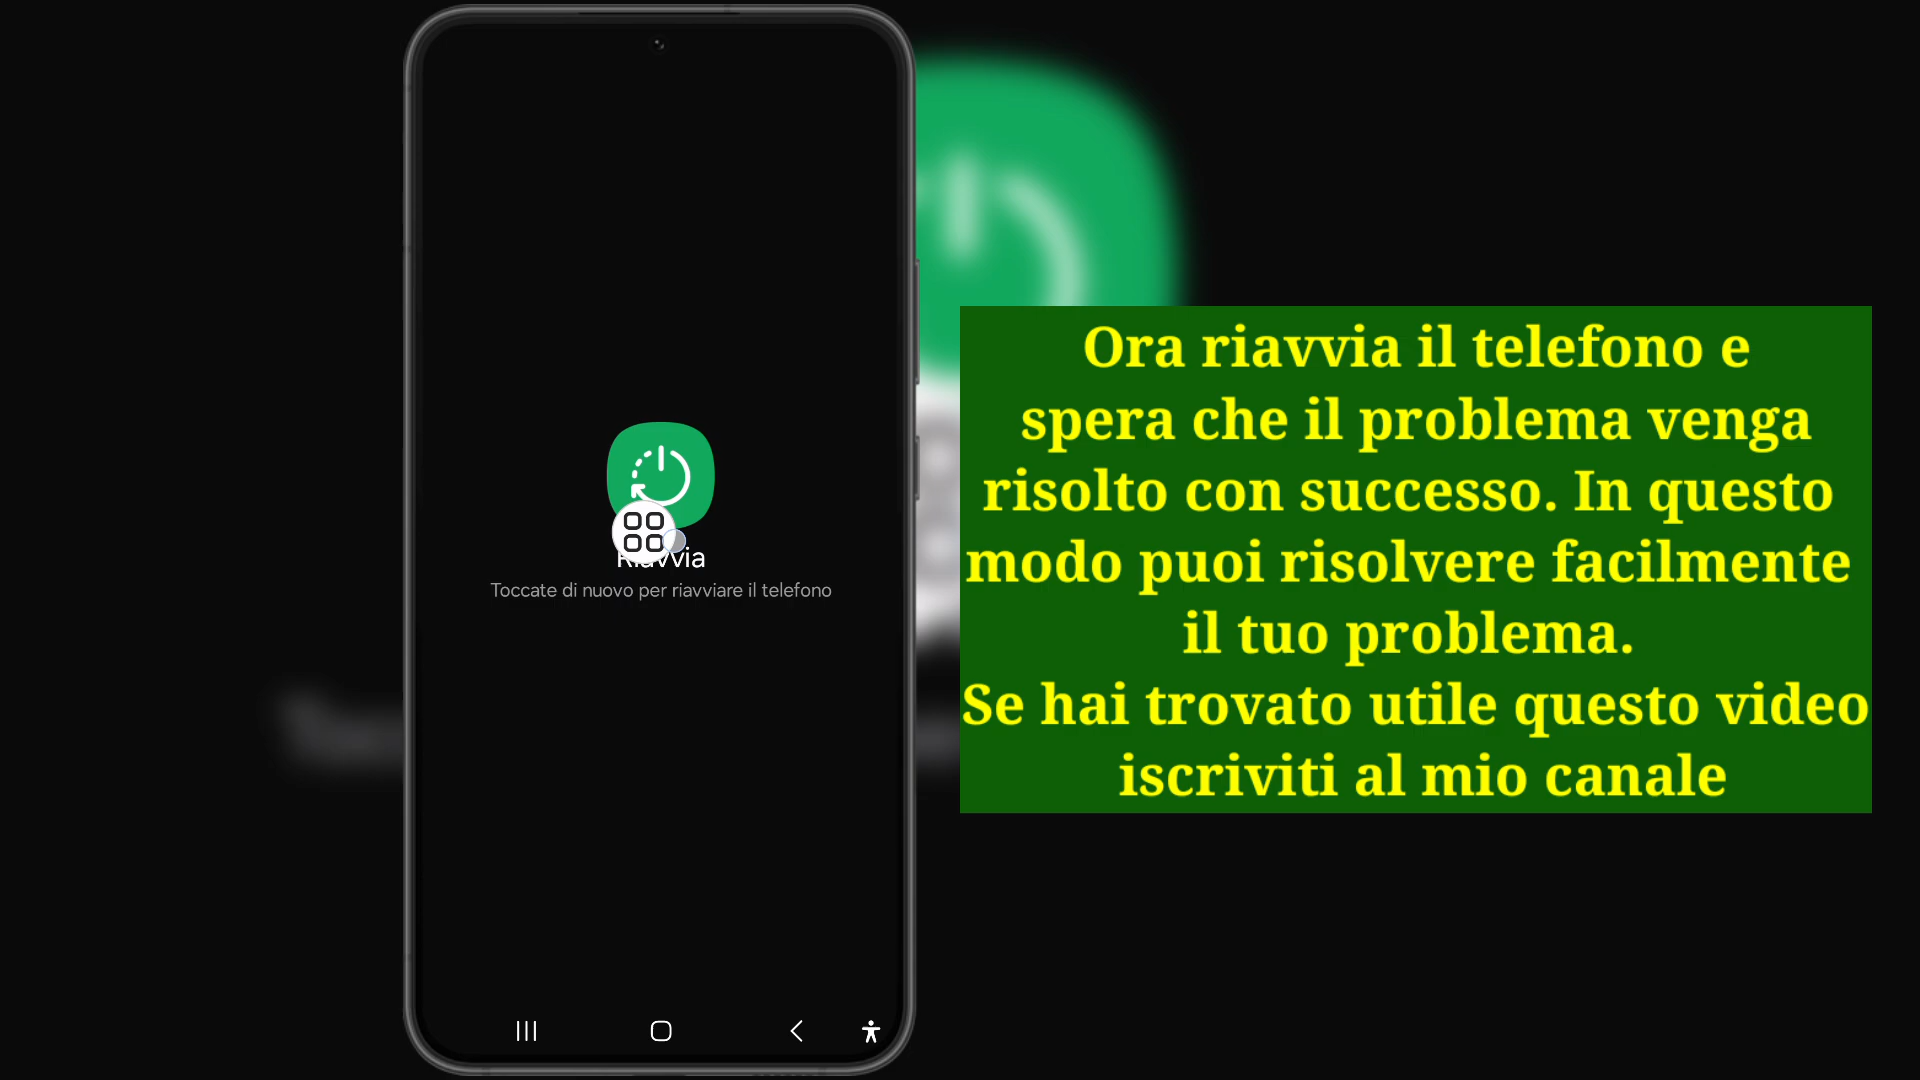 Riavvia
Toccate di nuovo per riavviare il telefono
Ora riavvia il telefono e
spera che il problema venga
risolto con successo. In questo
modo puoi risolvere facilmente
il tuo problema.
Se hai trovato utile questo video
iscriviti al mio canale